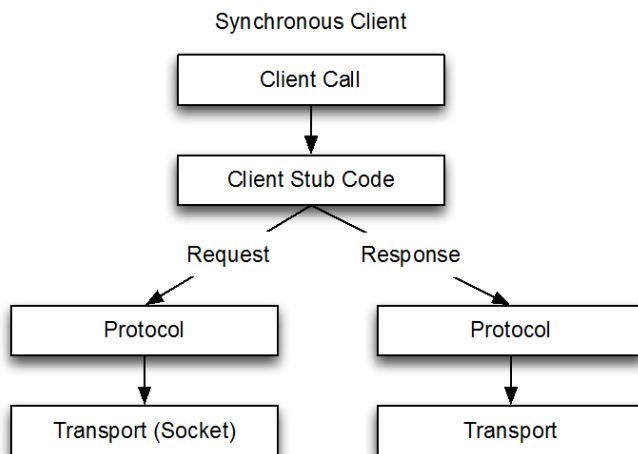 Synchronous Client
Client Call
Client Stub Code
Request
Response
Protocol
Protocol
Transport (Socket)
Transport